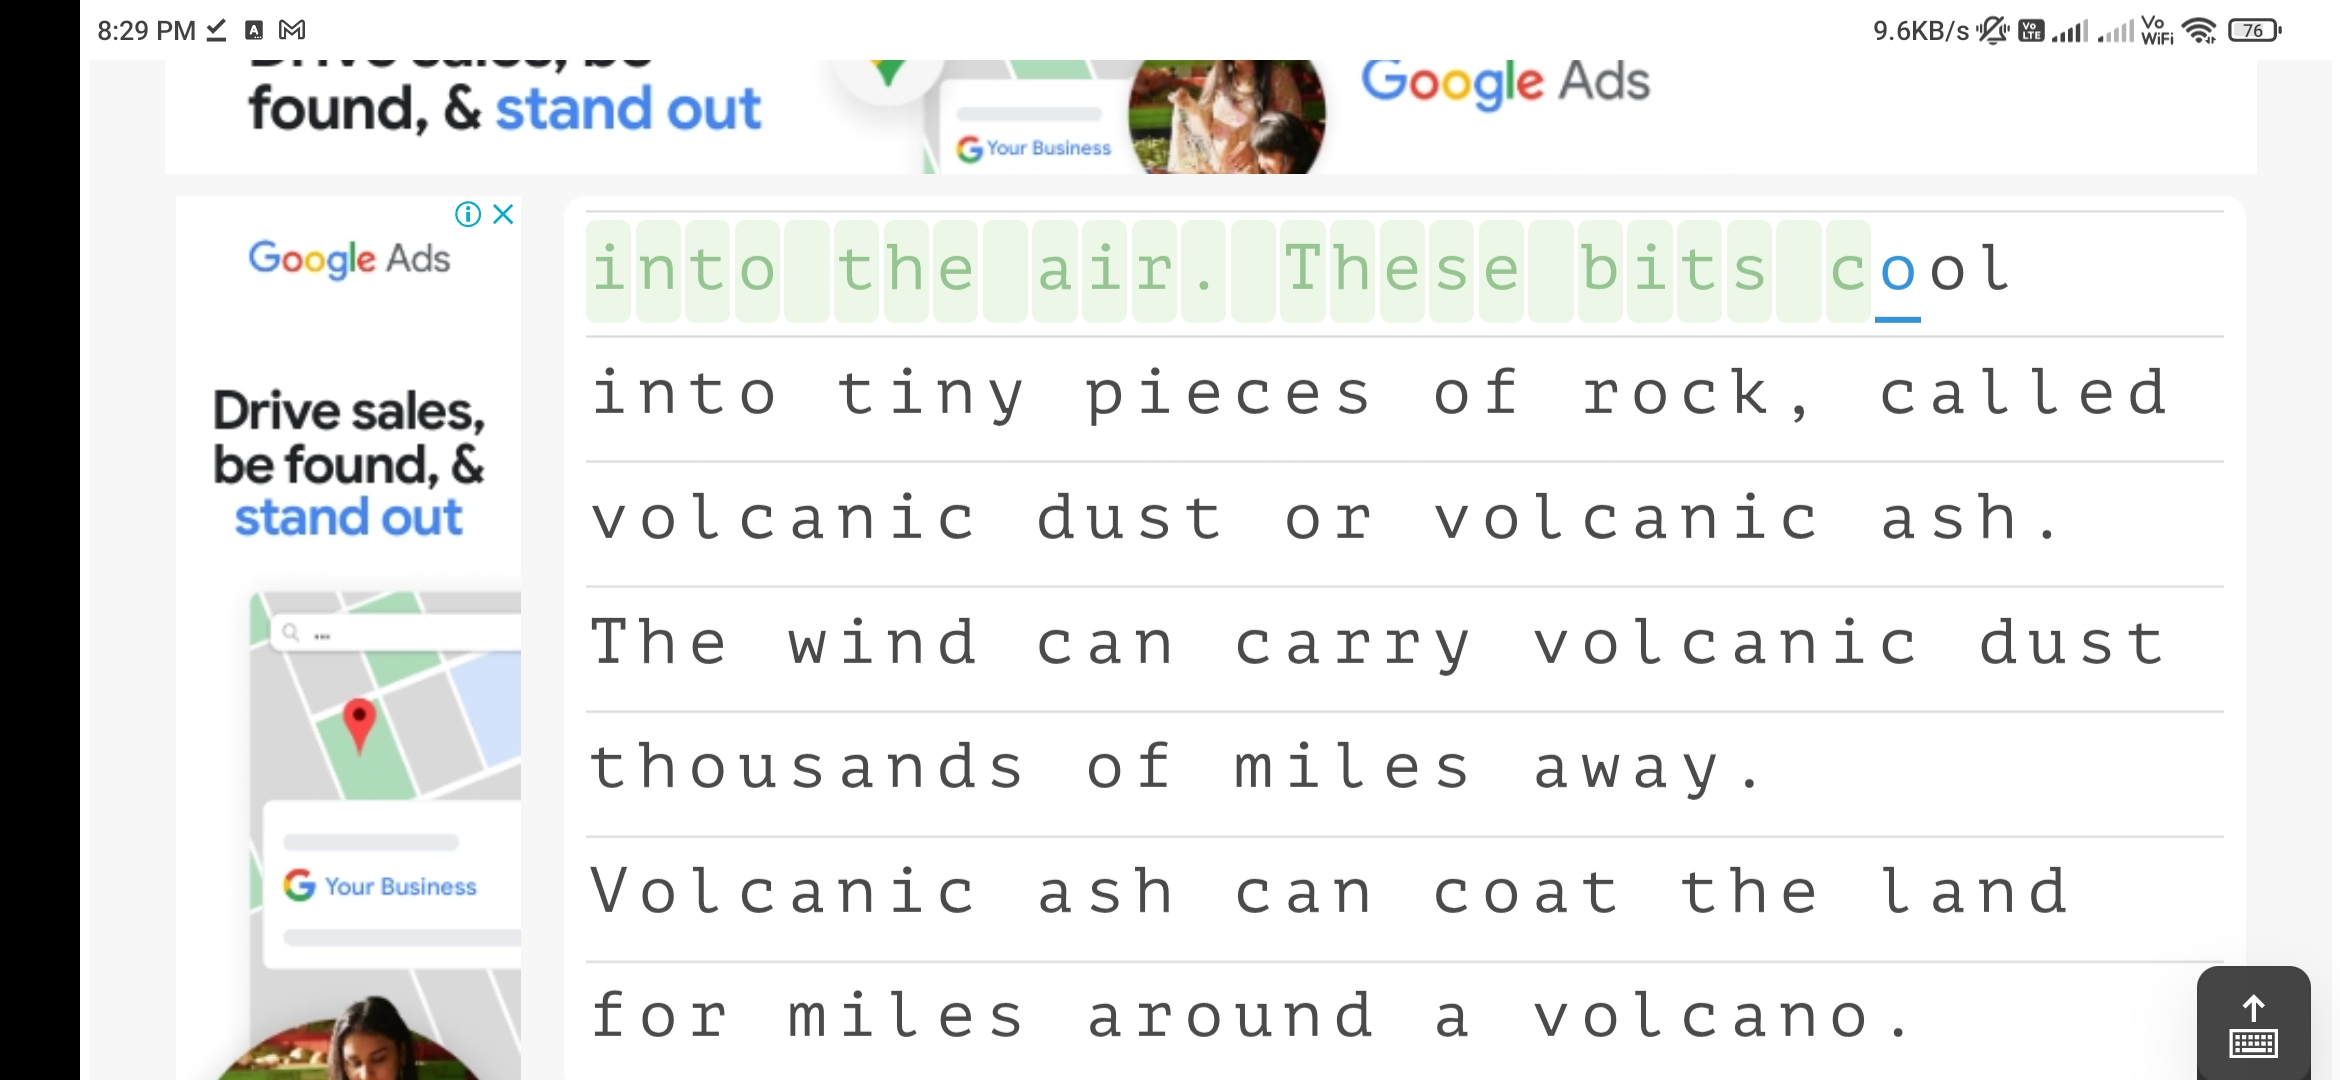 8:29 PM
9.6KB/s Vo LTE Vo WiFi 76
found, & stand out
Your Business
Google Ads
Google Ads
Drive sales,
be found, &
stand out
...
Your Business
into the air. These bits cool
into tiny pieces of rock, called
volcanic dust or volcanic ash.
The wind can carry volcanic dust
thousands of miles away.
Volcanic ash can coat the land
for miles around a volcano.